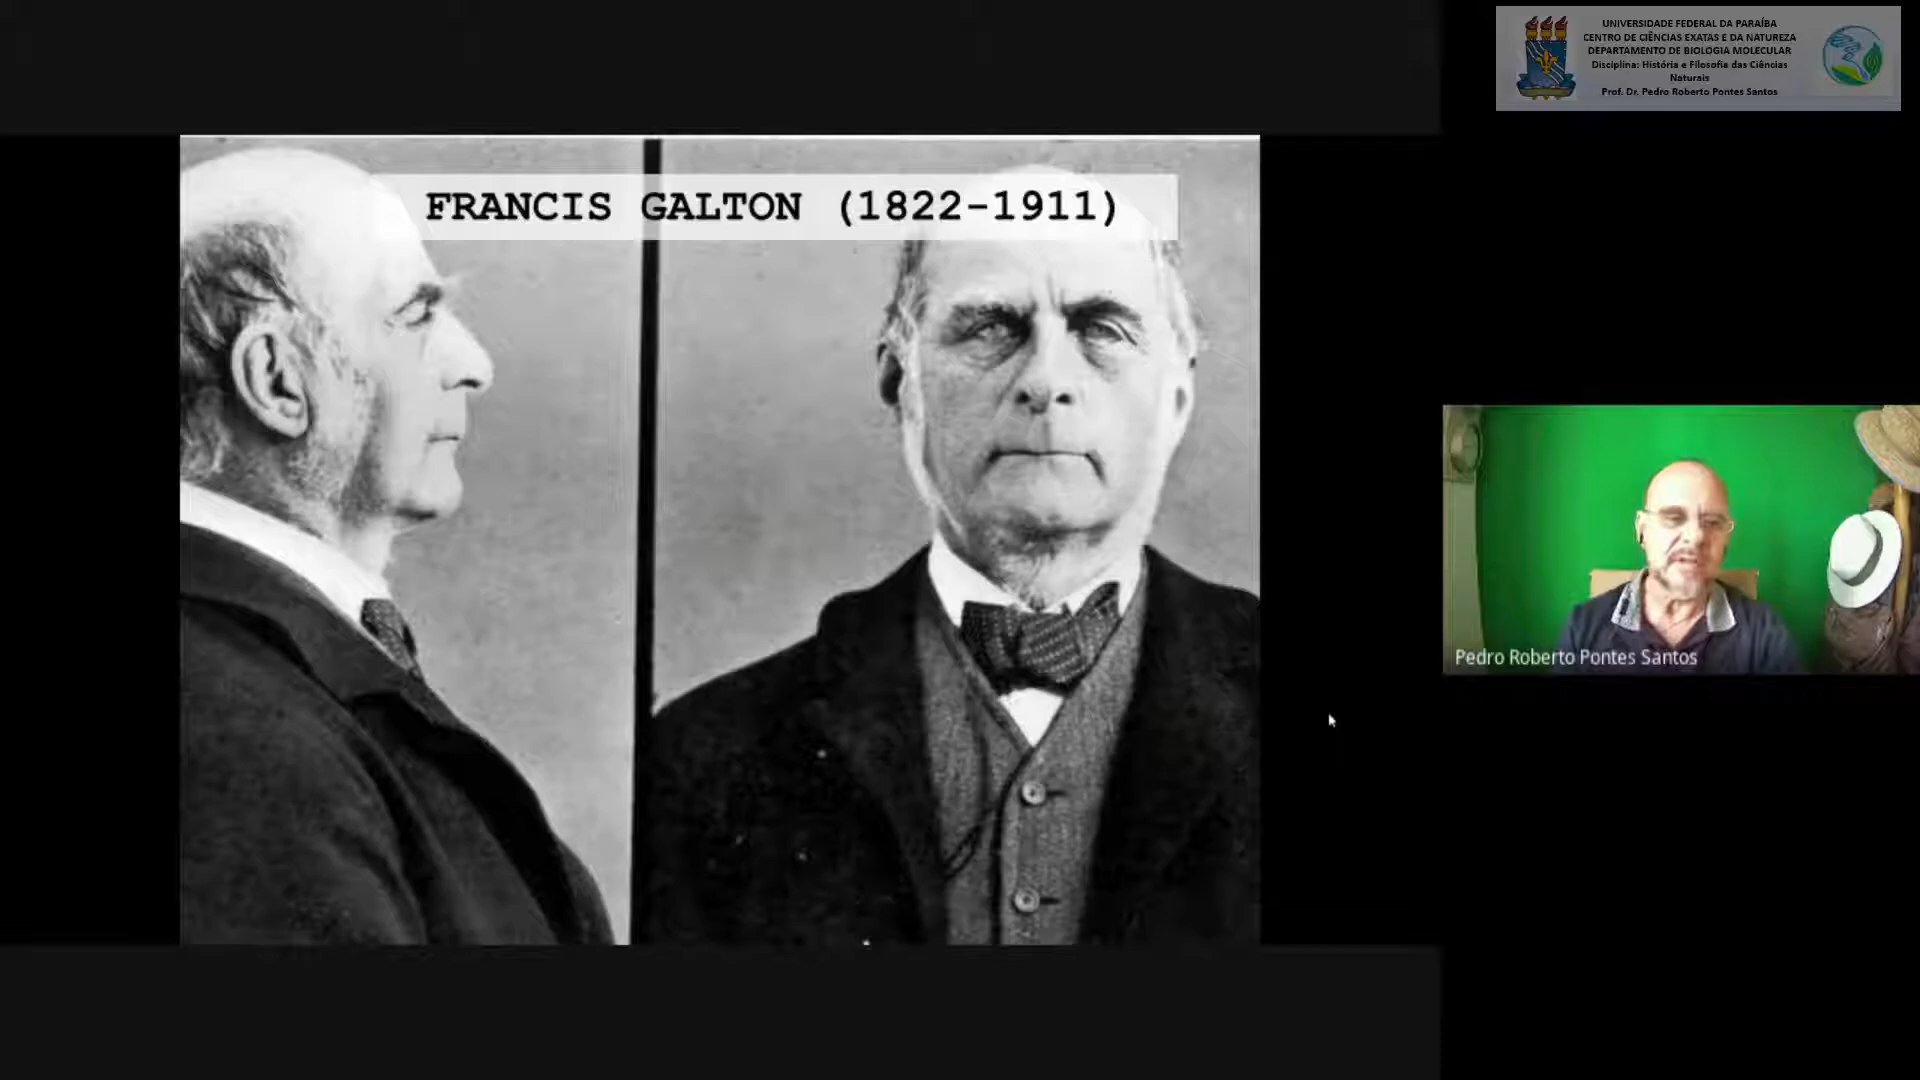 UNIVERSIDADE FEDERAL DA PARAÍBA
CENTRO DE CIÊNCIAS EXATAS E DA NATUREZA
DEPARTAMENTO DE BIOLOGIA MOLECULAR
Disciplina: História e Filosofia das Ciências
Naturais
Prof. Dr. Pedro Roberto Pontes Santos
FRANCIS GALTON (1822-1911)
Pedro Roberto Pontes Santos